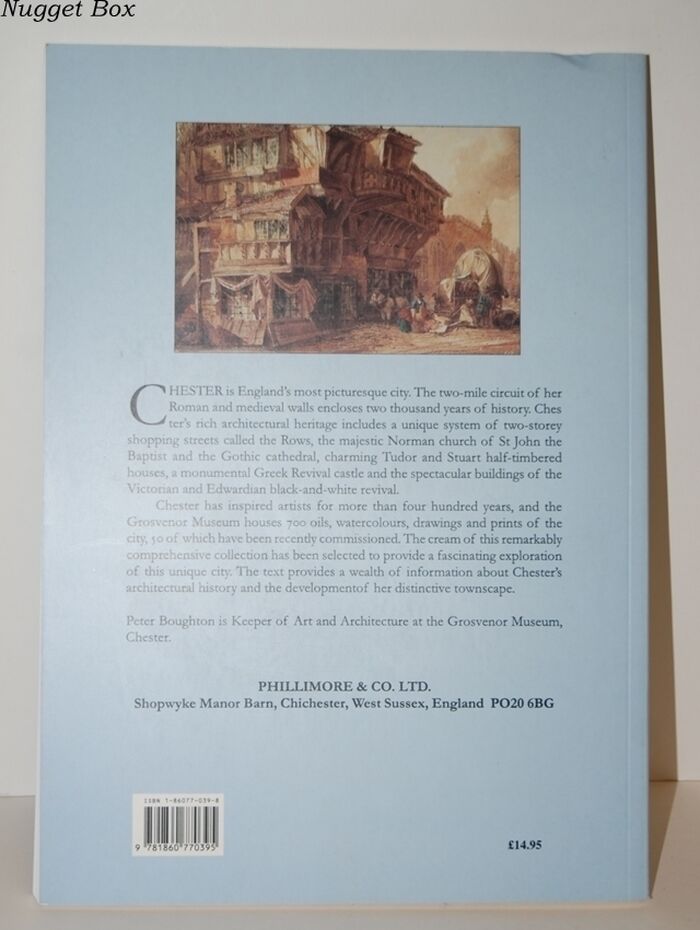 Nugget Box
CHESTER is England's most picturesque city. The two-mile circuit of her
Roman and medieval walls encloses two thousand years of history. Ches
ter's rich architectural heritage includes a unique system of two-storey
shopping streets called the Rows, the majestic Norman church of St John the
Baptist and the Gothic cathedral, charming Tudor and Stuart half-timbered
houses, a monumental Greek Revival castle and the spectacular buildings of the
Victorian and Edwardian black-and-white revival.
Chester has inspired artists for more than four hundred years, and the
Grosvenor Museum houses 700 oils, watercolours, drawings and prints of the
city, 50 of which have been recently commissioned. The cream of this remarkably
comprehensive collection has been selected to provide a fascinating exploration
of this unique city. The text provides a wealth of information about Chester's
architectural history and the developmentof her distinctive townscape.
Peter Boughton is Keeper of Art and Architecture at the Grosvenor Museum,
Chester.
PHILLIMORE & CO. LTD.
Shopwyke Manor Barn, Chichester, West Sussex, England PO20 6BG
ISBN 1-86077-039-8
9 781860 770395
£14.95